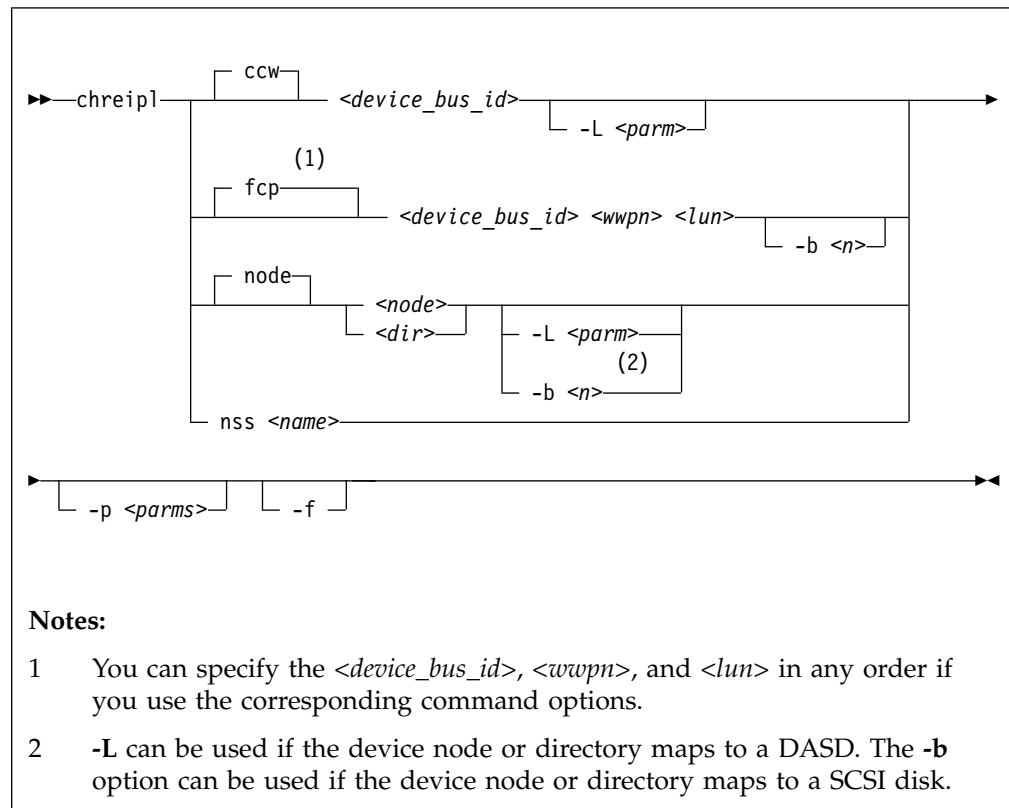 ccw
chreipl <device_bus_id>
-L <parm>
(1)
fcp
<device_bus_id> <wwpn> <lun>
-b <n>
node
<node>
<dir> -L <parm>
(2)
-b <n>
nss <name>
-p <parms> -f
Notes:
1 You can specify the <device_bus_id>, <wwpn>, and <lun> in any order if
you use the corresponding command options.
2 -L can be used if the device node or directory maps to a DASD. The -b
option can be used if the device node or directory maps to a SCSI disk.